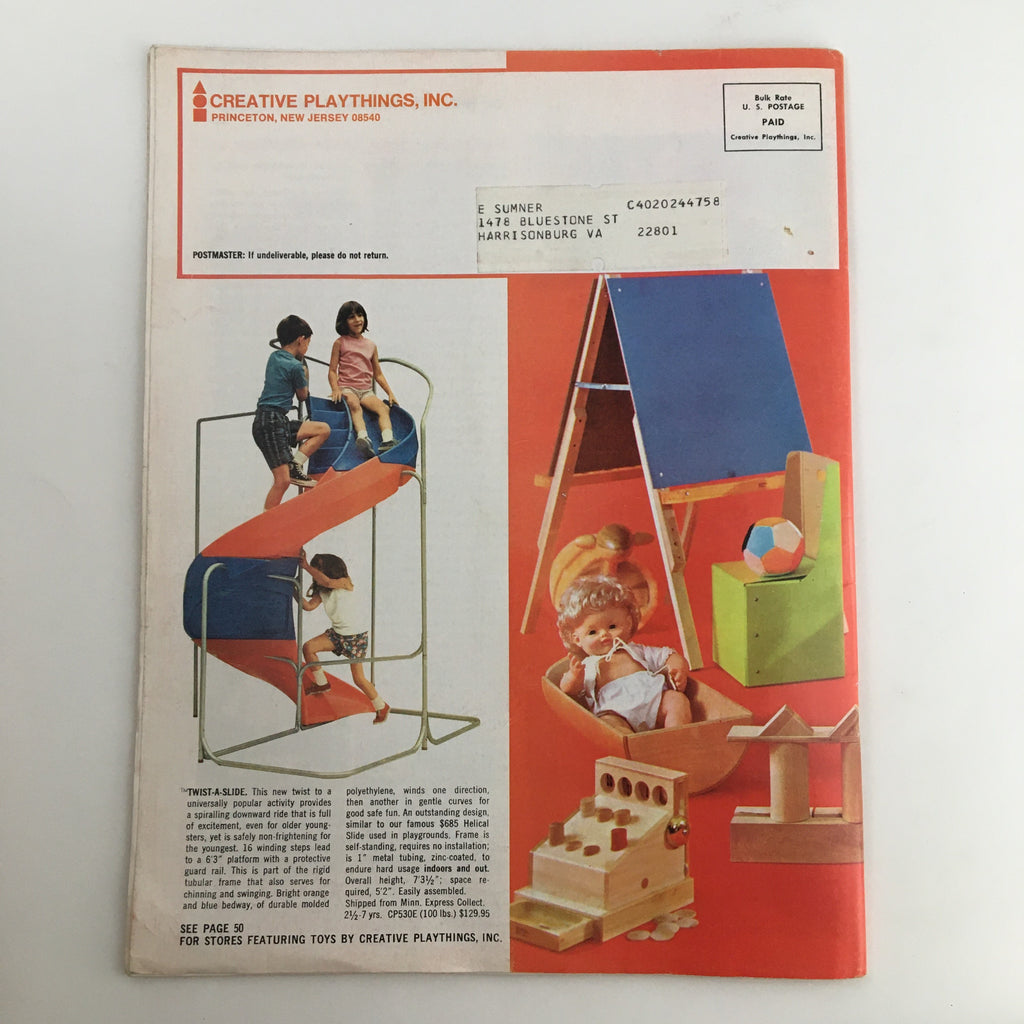 CREATIVE PLAYTHINGS, INC.
PRINCETON, NEW JERSEY 08540
Bulk Rate
U. S. POSTAGE
PAID
Creative Playthings, Inc.
E SUMNER C4020244758
1478 BLUESTONE ST
HARRISONBURG VA 22801
POSTMASTER: If undeliverable, please do not return.
™TWIST-A-SLIDE. This new twist to a
universally popular activity provides
a spiralling downward ride that is full
of excitement, even for older young-
sters, yet is safely non-frightening for
the youngest. 16 winding steps lead
to a 6'3" platform with a protective
guard rail. This is part of the rigid
tubular frame that also serves for
chinning and swinging. Bright orange
and blue bedway, of durable molded
polyethylene, winds one direction,
then another in gentle curves for
good safe fun. An outstanding design,
similar to our famous $685 Helical
Slide used in playgrounds. Frame is
self-standing, requires no installation;
is 1" metal tubing, zinc-coated, to
endure hard usage indoors and out.
Overall height, 7'3½"; space re-
quired, 5'2". Easily assembled.
Shipped from Minn. Express Collect.
2½-7 yrs. CP530E (100 lbs.) $129.95
SEE PAGE 50
FOR STORES FEATURING TOYS BY CREATIVE PLAYTHINGS, INC.